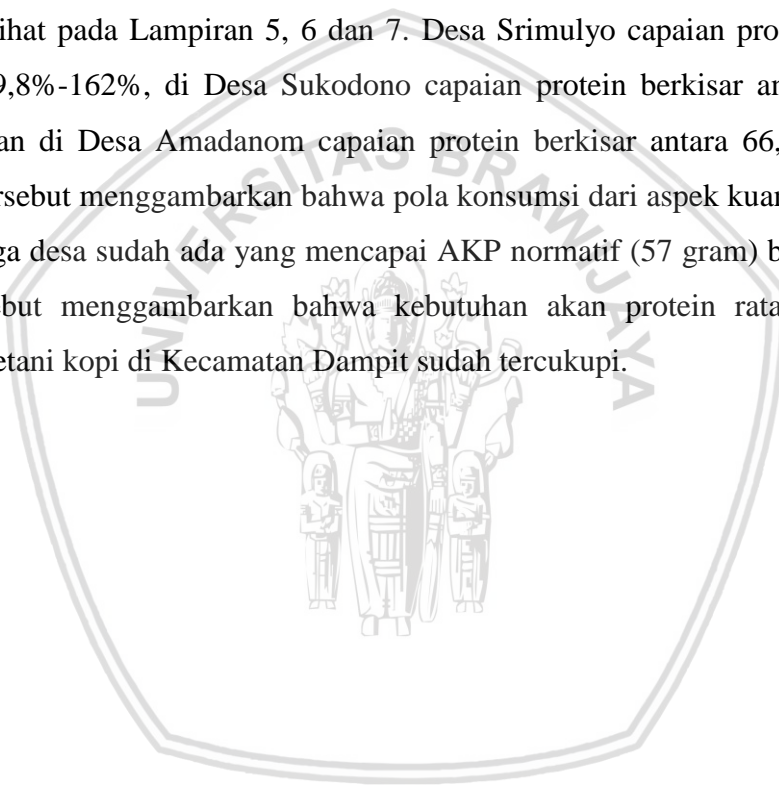 ihat pada Lampiran 5, 6 dan 7. Desa Srimulyo capaian pro
9,8%-162%, di Desa Sukodono capaian protein berkisar an
an di Desa Amadanom capaian protein berkisar antara 66,
rsebut menggambarkan bahwa pola konsumsi dari aspek kuan
ga desa sudah ada yang mencapai AKP normatif (57 gram) b
ebut menggambarkan bahwa kebutuhan akan protein rata
etani kopi di Kecamatan Dampit sudah tercukupi.
UNIVERSITAS BRAWIJAYA